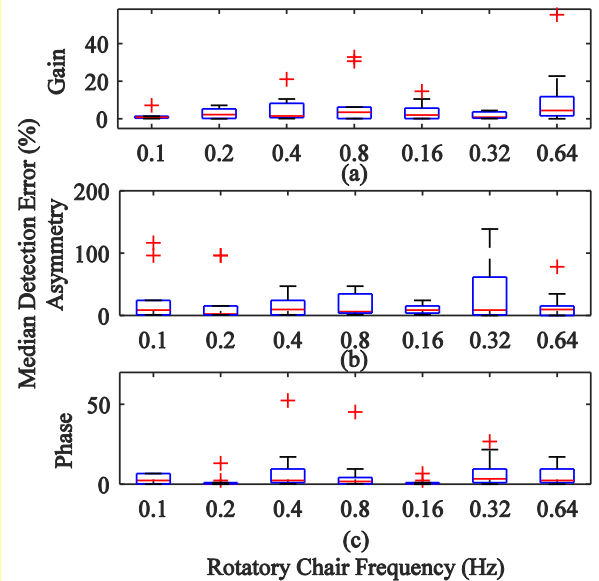 Median Detection Error (%)
Gain
40
20
0
0.1 0.2 0.4 0.8 0.16 0.32 0.64
(a)
Asymmetry
200
100
0
0.1 0.2 0.4 0.8 0.16 0.32 0.64
(b)
Phase
50
0
0.1 0.2 0.4 0.8 0.16 0.32 0.64
(c)
Rotatory Chair Frequency (Hz)